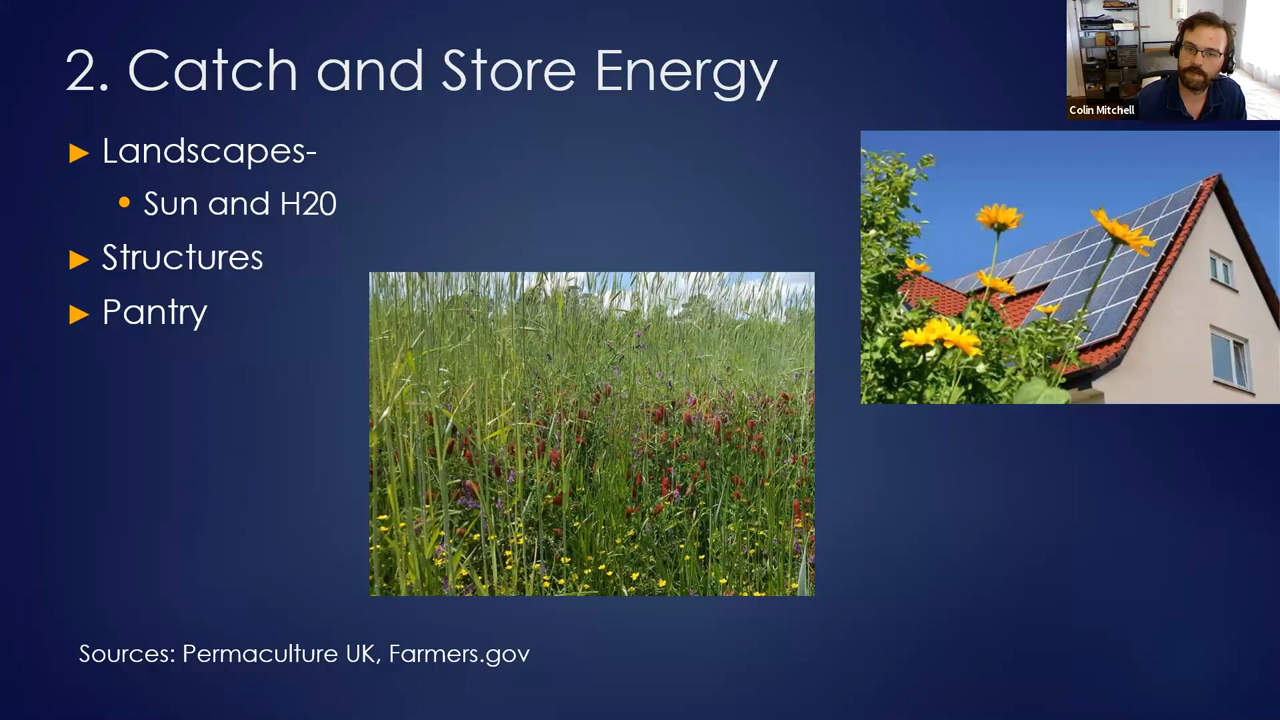 2. Catch and Store Energy
Colin Mitchell
Landscapes-
Sun and H20
Structures
Pantry
Sources: Permaculture UK, Farmers.gov